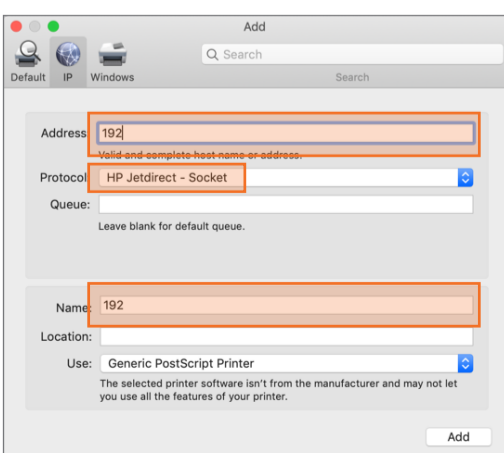 Add
Search
Default IP Windows Search
Address: 192
Valid and complete host name or address.
Protocol: HP Jetdirect - Socket
Queue:
Leave blank for default queue.
Name: 192
Location:
Use: Generic PostScript Printer
The selected printer software isn't from the manufacturer and may not let
you use all the features of your printer.
Add